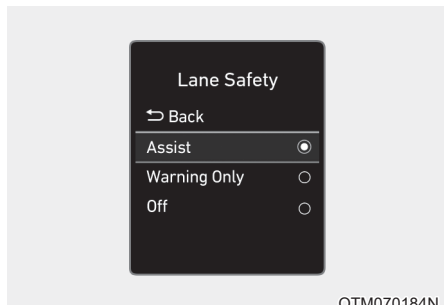 Lane Safety
Back
Assist
Warning Only
Off
OTM070184N